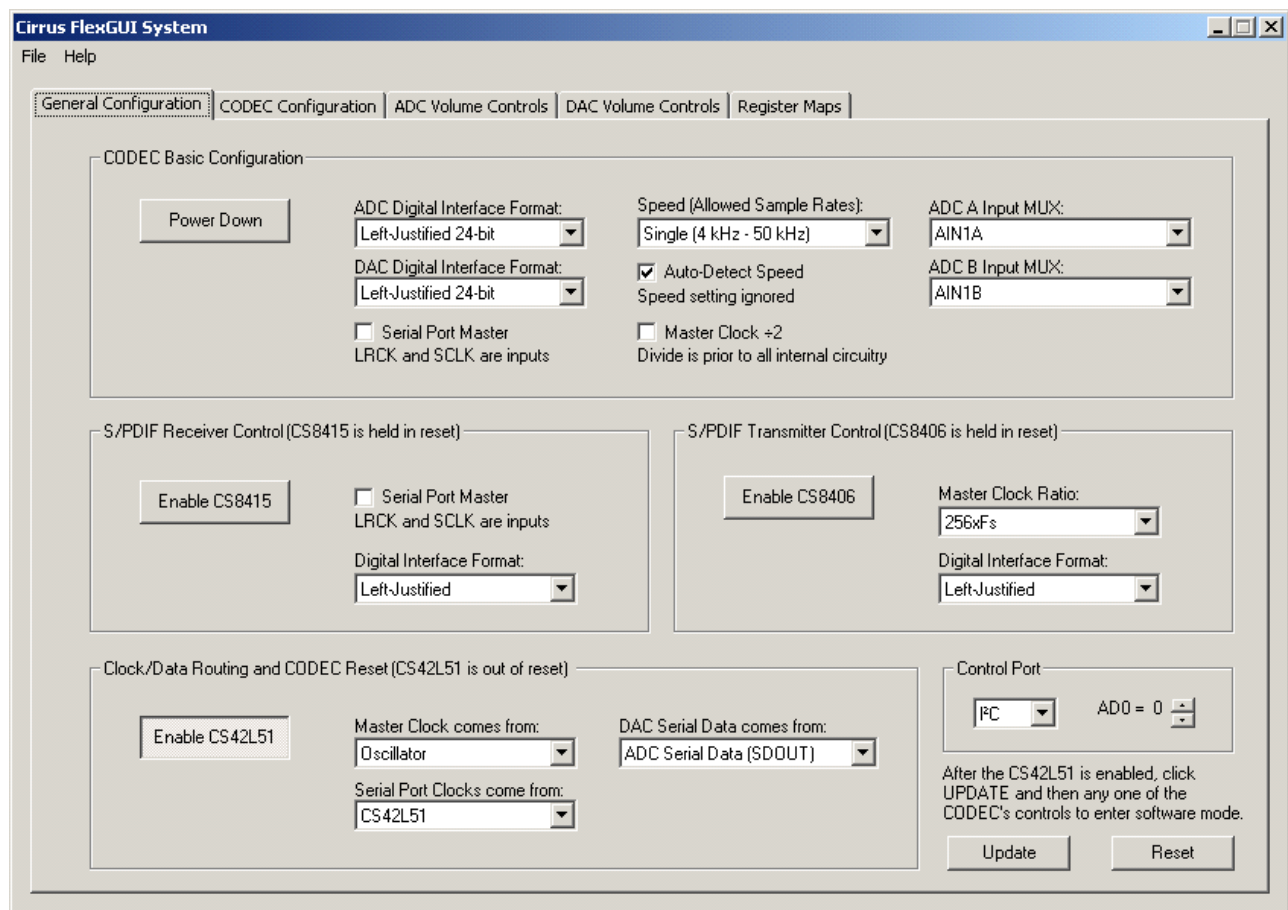 Cirrus FlexGUI System
File Help
General Configuration CODEC Configuration ADC Volume Controls DAC Volume Controls Register Maps
CODEC Basic Configuration
Power Down
ADC Digital Interface Format:
Left-Justified 24-bit
DAC Digital Interface Format:
Left-Justified 24-bit
Serial Port Master
LRCK and SCLK are inputs
Speed (Allowed Sample Rates):
Single (4 kHz - 50 kHz)
Auto-Detect Speed
Speed setting ignored
Master Clock ÷2
Divide is prior to all internal circuitry
ADC A Input MUX:
AIN1A
ADC B Input MUX:
AIN1B
S/PDIF Receiver Control (CS8415 is held in reset)
Enable CS8415
Serial Port Master
LRCK and SCLK are inputs
Digital Interface Format:
Left-Justified
S/PDIF Transmitter Control (CS8406 is held in reset)
Enable CS8406
Master Clock Ratio:
256xFs
Digital Interface Format:
Left-Justified
Clock/Data Routing and CODEC Reset (CS42L51 is out of reset)
Enable CS42L51
Master Clock comes from:
Oscillator
Serial Port Clocks come from:
CS42L51
DAC Serial Data comes from:
ADC Serial Data (SDOUT)
Control Port
I²C
AD0 = 0
After the CS42L51 is enabled, click
UPDATE and then any one of the
CODEC's controls to enter software mode.
Update
Reset